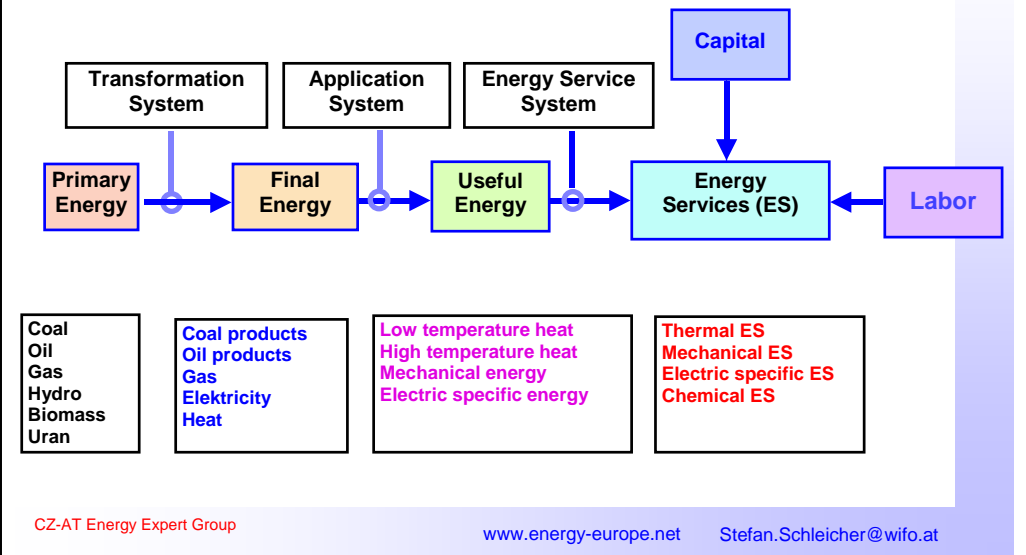 Capital
Transformation
System
Application
System
Energy Service
System
Primary
Energy
Final
Energy
Useful
Energy
Energy
Services (ES)
Labor
Coal
Oil
Gas
Hydro
Biomass
Uran
Coal products
Oil products
Gas
Elektricity
Heat
Low temperature heat
High temperature heat
Mechanical energy
Electric specific energy
Thermal ES
Mechanical ES
Electric specific ES
Chemical ES
CZ-AT Energy Expert Group
www.energy-europe.net
Stefan.Schleicher@wifo.at